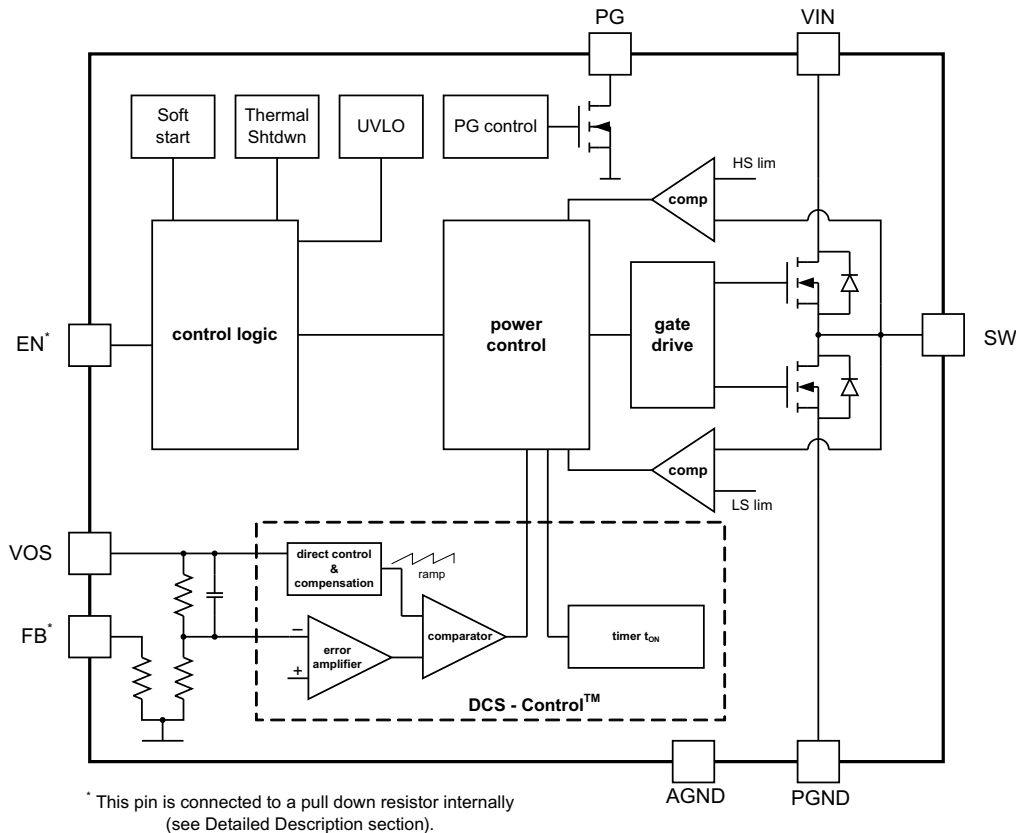 PG
VIN
Soft
start
Thermal
Shtdwn
UVLO
PG control
HS lim
comp
control logic
power
control
gate
drive
EN*
SW
comp
LS lim
VOS
direct control
&
compensation
ramp
FB*
–
+
error
amplifier
comparator
timer tON
DCS - Control™
AGND
PGND
* This pin is connected to a pull down resistor internally
(see Detailed Description section).